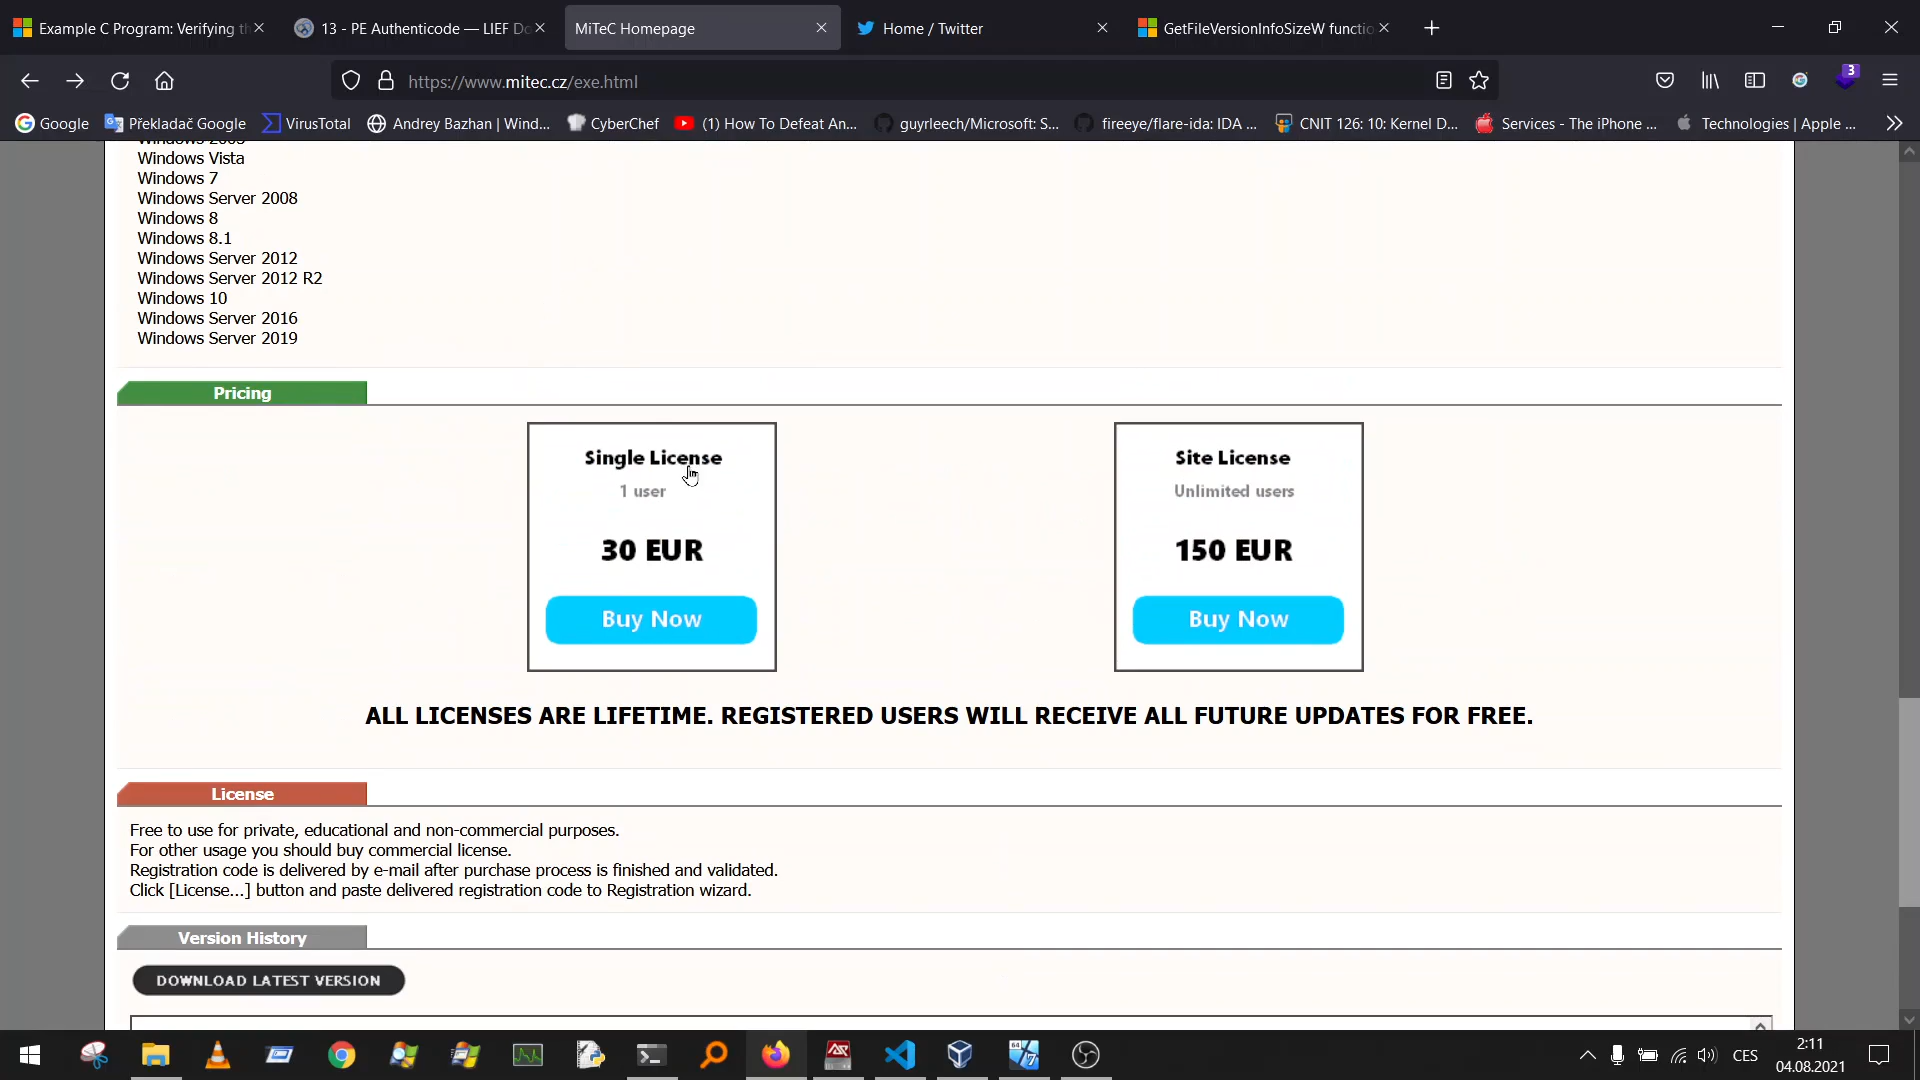 Example C Program: Verifying th
13 - PE Authenticode — LIEF Do
MiTeC Homepage
Home / Twitter
GetFileVersionInfoSizeW functio
https://www.mitec.cz/exe.html
3
Google
Překladač Google
VirusTotal
Andrey Bazhan | Wind...
CyberChef
(1) How To Defeat An...
guyrleech/Microsoft: S...
fireeye/flare-ida: IDA ...
CNIT 126: 10: Kernel D...
Services - The iPhone ...
Technologies | Apple ...
Windows 2003
Windows Vista
Windows 7
Windows Server 2008
Windows 8
Windows 8.1
Windows Server 2012
Windows Server 2012 R2
Windows 10
Windows Server 2016
Windows Server 2019
Pricing
Single License
1 user
30 EUR
Buy Now
Site License
Unlimited users
150 EUR
Buy Now
ALL LICENSES ARE LIFETIME. REGISTERED USERS WILL RECEIVE ALL FUTURE UPDATES FOR FREE.
License
Free to use for private, educational and non-commercial purposes.
For other usage you should buy commercial license.
Registration code is delivered by e-mail after purchase process is finished and validated.
Click [License...] button and paste delivered registration code to Registration wizard.
Version History
DOWNLOAD LATEST VERSION
CES
2:11
04.08.2021